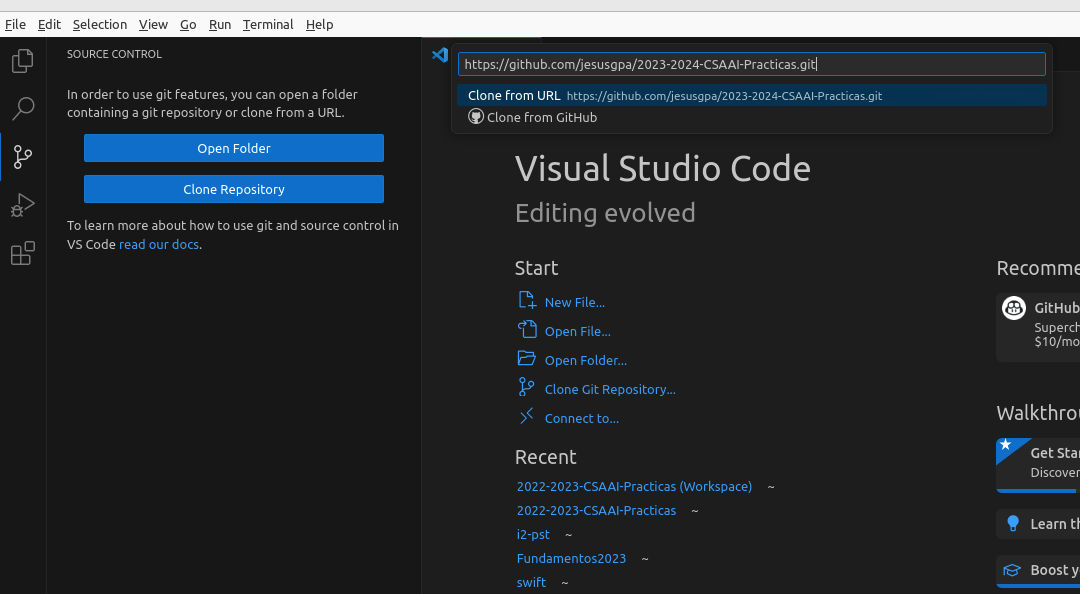 File Edit Selection View Go Run Terminal Help
SOURCE CONTROL
In order to use git features, you can open a folder
containing a git repository or clone from a URL.
Open Folder
Clone Repository
To learn more about how to use git and source control in
VS Code read our docs.
https://github.com/jesusgpa/2023-2024-CSAAI-Practicas.git
Clone from URL https://github.com/jesusgpa/2023-2024-CSAAI-Practicas.git
Clone from GitHub
Visual Studio Code
Editing evolved
Start
New File...
Open File...
Open Folder...
Clone Git Repository...
Connect to...
Recent
2022-2023-CSAAI-Practicas (Workspace) ~
2022-2023-CSAAI-Practicas ~
i2-pst ~
Fundamentos2023 ~
swift ~
Recomme
GitHub
Superch
$10/mo
Walkthrou
Get Star
Discover
Learn th
Boost y